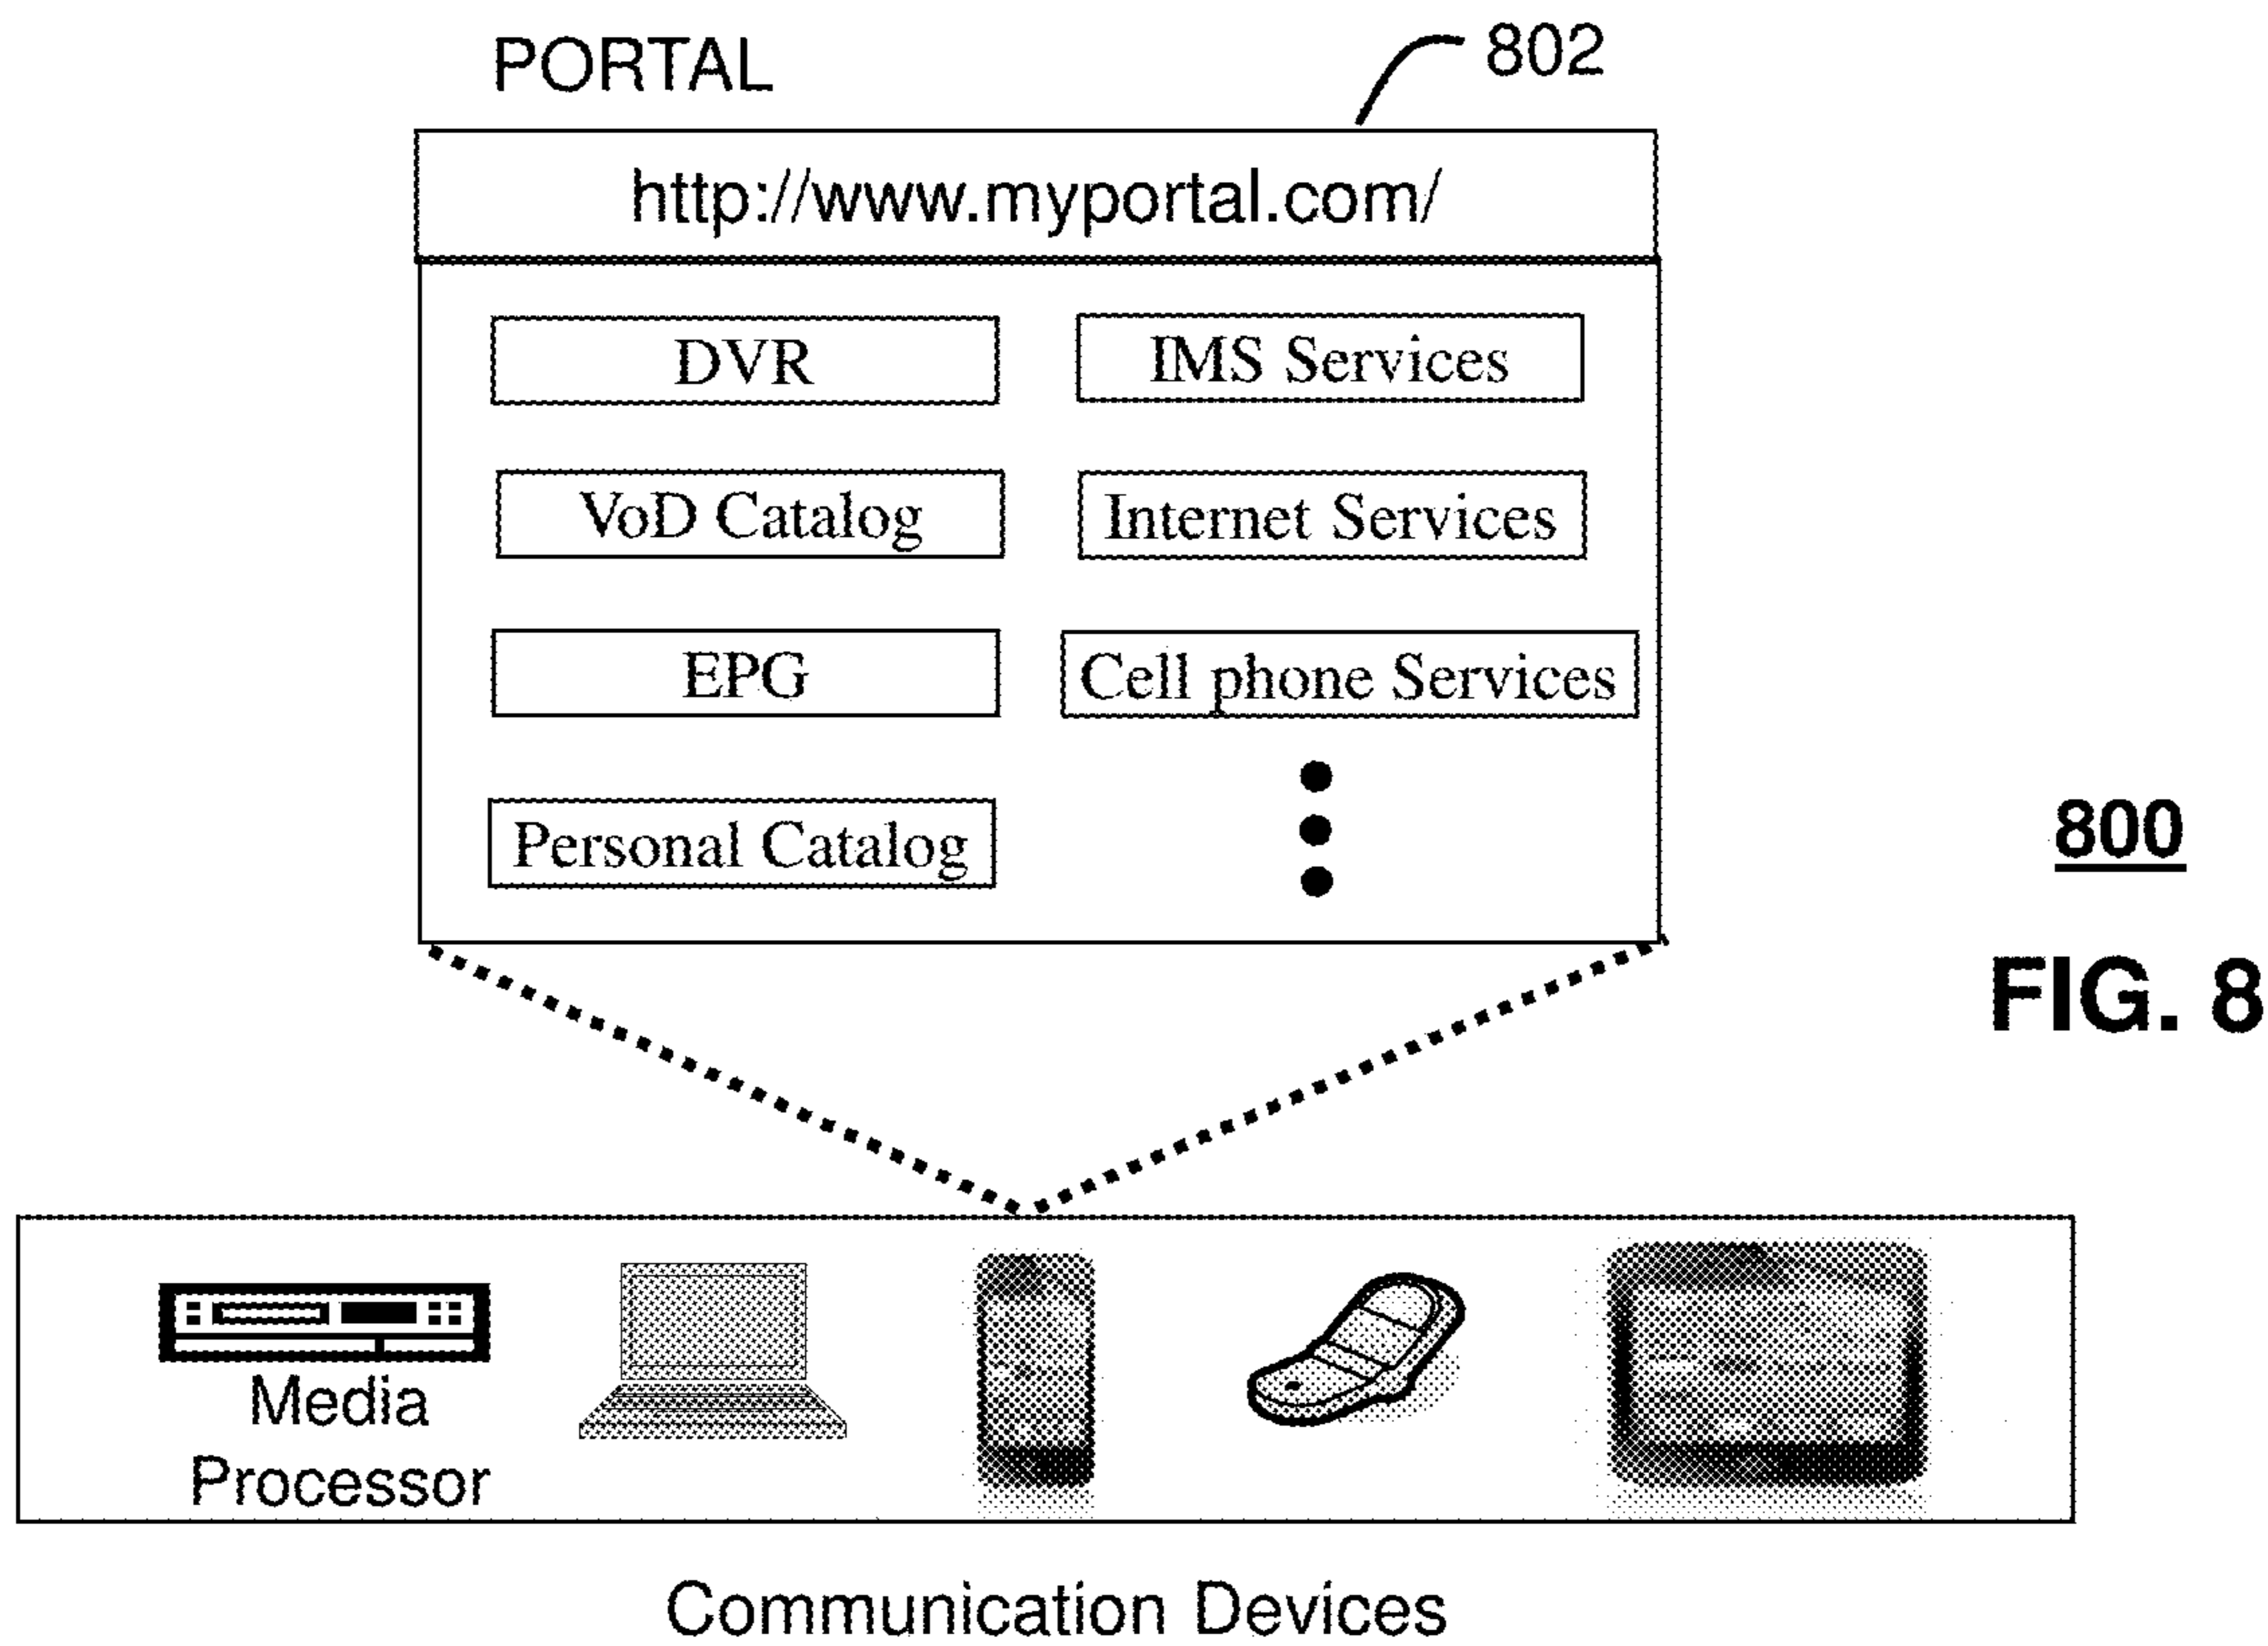 PORTAL
802
http://www.myportal.com/
DVR
IMS Services
VoD Catalog
Internet Services
EPG
Cell phone Services
Personal Catalog
800
FIG. 8
Media
Processor
Communication Devices